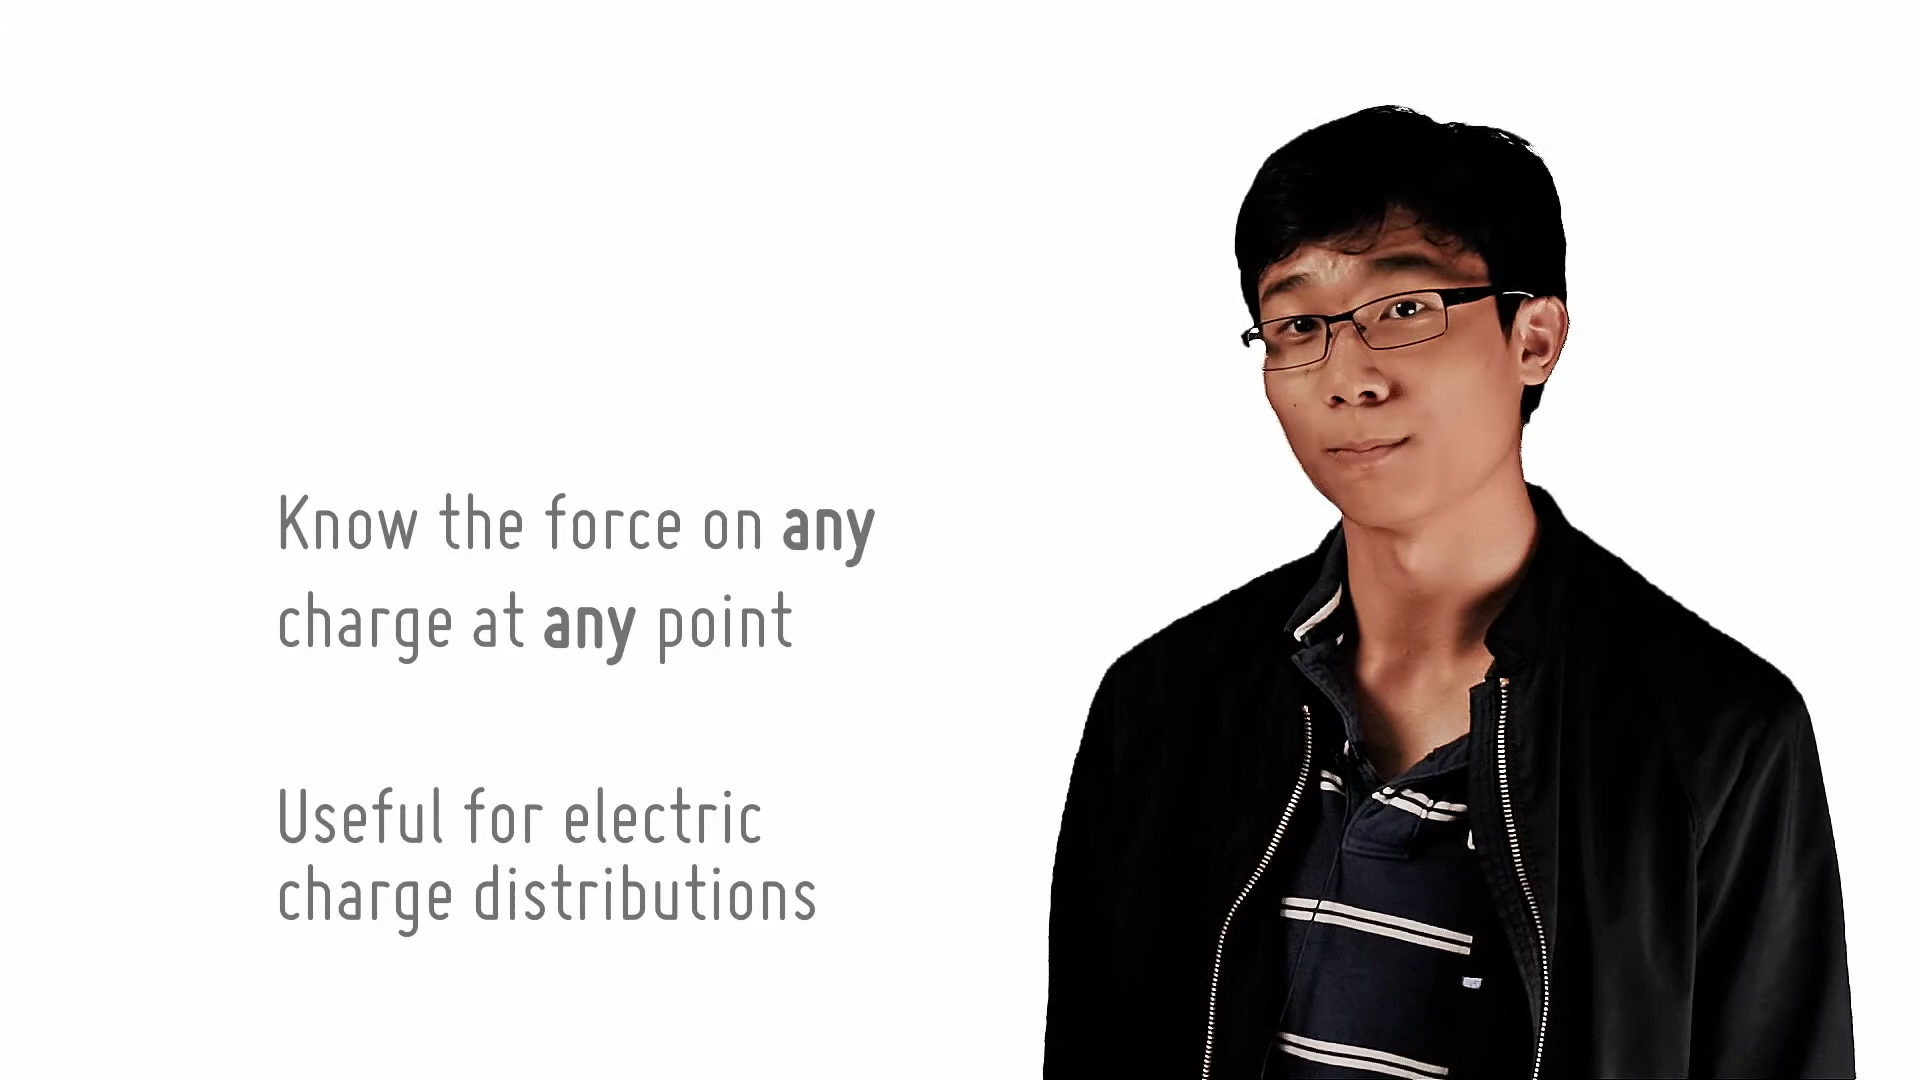 Know the force on any
charge at any point
Useful for electric
charge distributions